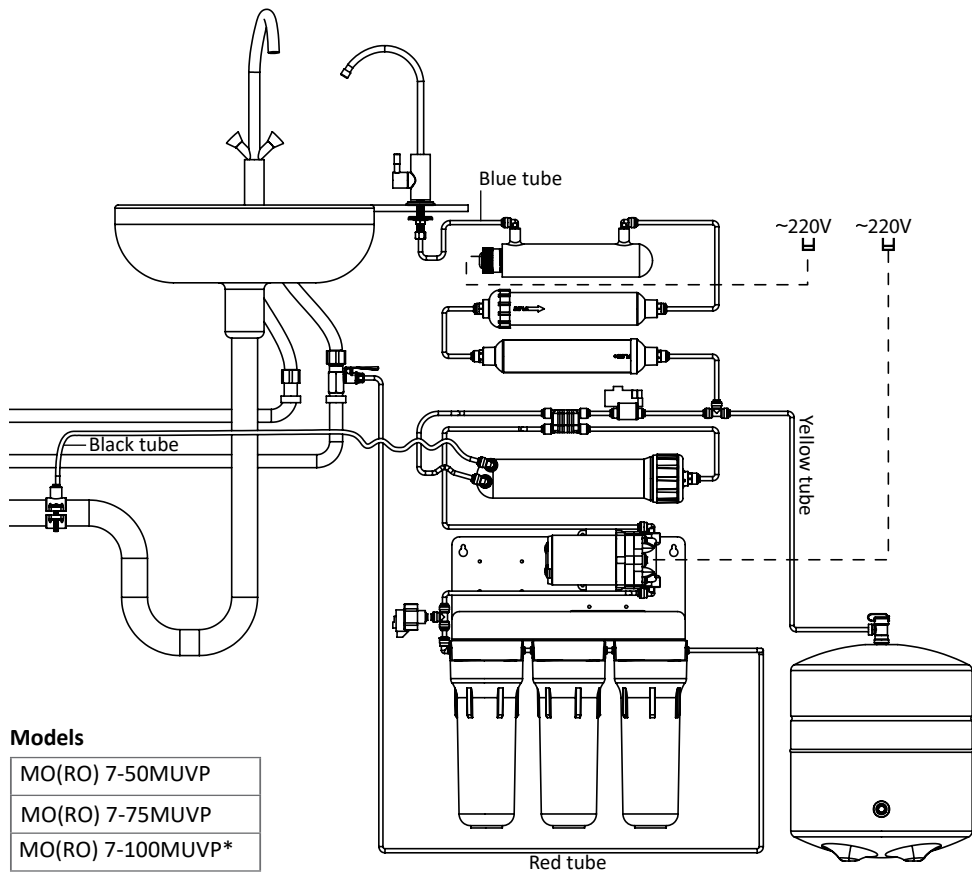 Blue tube
~220V ~220V
Black tube
Yellow tube
Models
MO(RO) 7-50MUVP
MO(RO) 7-75MUVP
MO(RO) 7-100MUVP*
Red tube